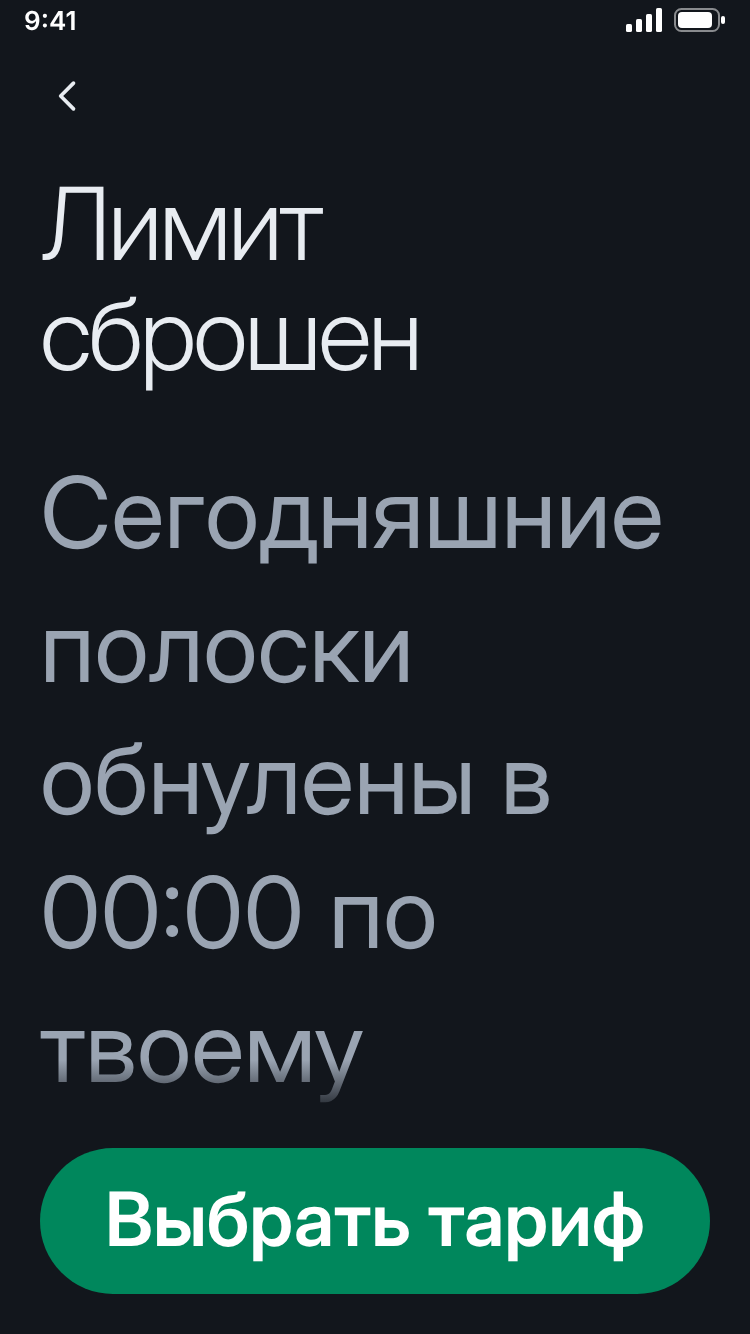 9:41
Лимит
сброшен
Сегодняшние
полоски
обнулены в
00:00 по
твоему
Выбрать тариф